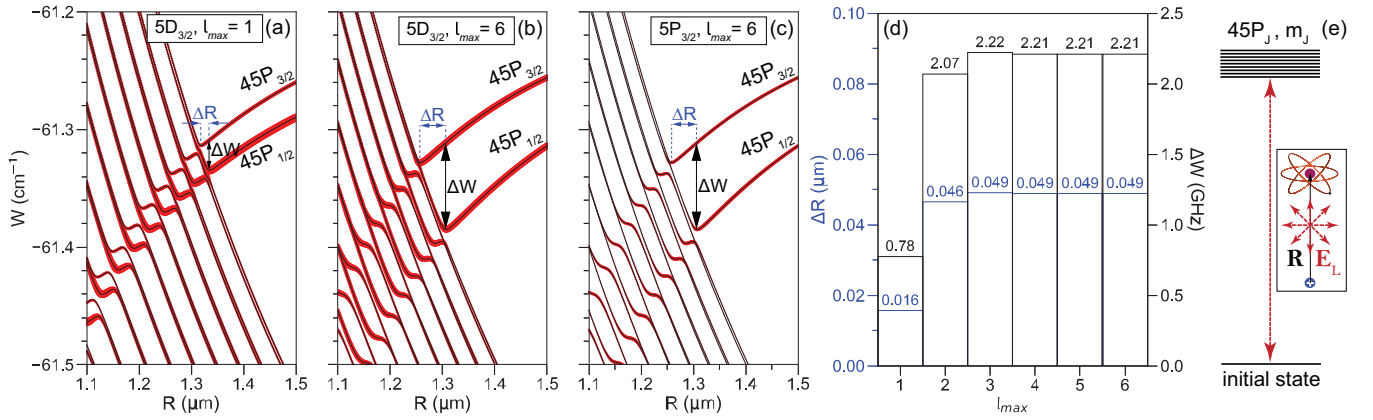 5D3/2, lmax = 1
(a)
45P3/2
ΔR
ΔW
45P1/2
−61.2
−61.3
−61.4
−61.5
W (cm−1)
1.1
1.2
1.3
1.4
1.5
R (μm)
5D3/2, lmax = 6
(b)
45P3/2
ΔR
45P1/2
ΔW
1.1
1.2
1.3
1.4
1.5
R (μm)
5P3/2, lmax = 6
(c)
45P3/2
ΔR
45P1/2
ΔW
1.1
1.2
1.3
1.4
1.5
R (μm)
(d)
0.10
0.08
0.06
0.04
0.02
0.00
ΔR (μm)
0.78
2.07
2.22
2.21
2.21
2.21
0.016
0.046
0.049
0.049
0.049
0.049
1
2
3
4
5
6
lmax
2.5
2.0
1.5
1.0
0.5
0.0
ΔW (GHz)
45PJ , mJ
(e)
R
EL
+
initial state